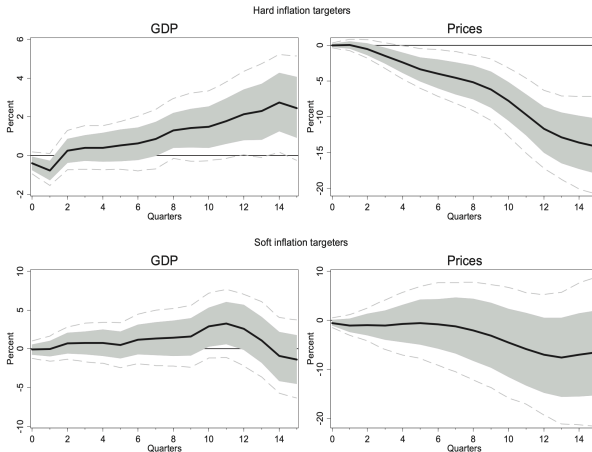 Hard inflation targeters
GDP
Prices
Percent
6
4
2
0
-2
0 2 4 6 8 10 12 14
Quarters
Percent
0
-5
-10
-15
-20
0 2 4 6 8 10 12 14
Quarters
Soft inflation targeters
GDP
Prices
Percent
10
5
0
-5
-10
0 2 4 6 8 10 12 14
Quarters
Percent
10
0
-10
-20
0 2 4 6 8 10 12 14
Quarters